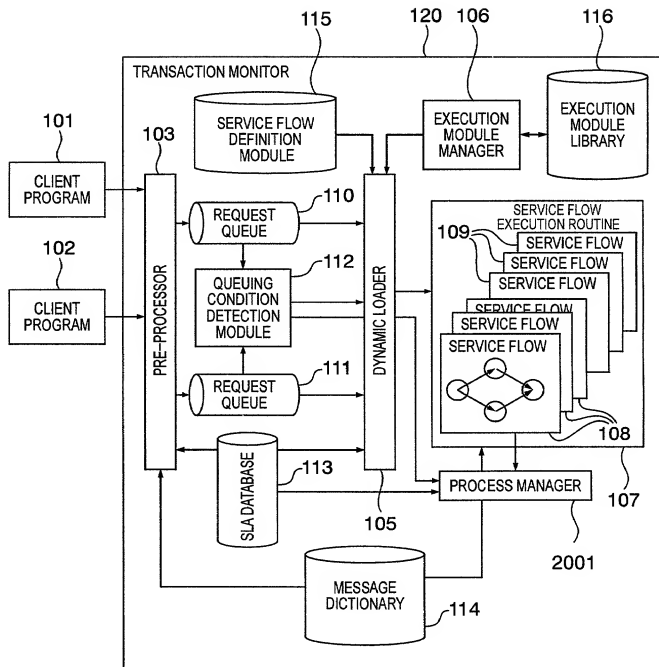 115
120
106
116
TRANSACTION MONITOR
101
103
SERVICE FLOW
DEFINITION
MODULE
EXECUTION
MODULE
MANAGER
EXECUTION
MODULE
LIBRARY
CLIENT
PROGRAM
102
CLIENT
PROGRAM
PRE-PROCESSOR
REQUEST
QUEUE
110
112
QUEUING
CONDITION
DETECTION
MODULE
REQUEST
QUEUE
111
DYNAMIC LOADER
105
SERVICE FLOW
EXECUTION ROUTINE
109
SERVICE FLOW
SERVICE FLOW
SERVICE FLOW
SERVICE FLOW
SERVICE FLOW
SERVICE FLOW
108
107
SLA DATABASE
113
PROCESS MANAGER
2001
MESSAGE
DICTIONARY
114